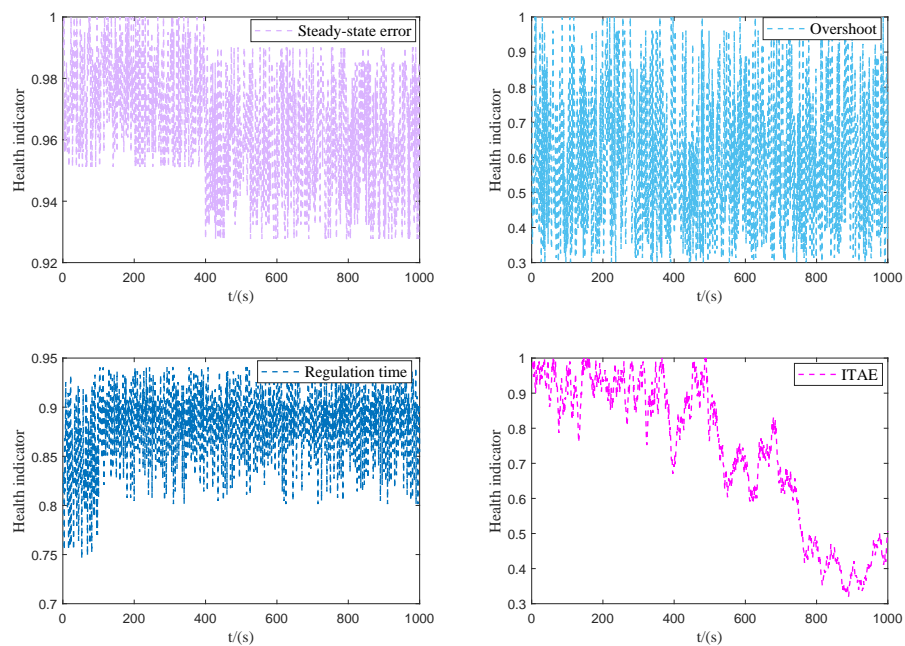 1
0.98
0.96
0.94
0.92
Health indicator
Steady-state error
0 200 400 600 800 1000
t/(s)
1
0.9
0.8
0.7
0.6
0.5
0.4
0.3
Health indicator
Overshoot
0 200 400 600 800 1000
t/(s)
0.95
0.9
0.85
0.8
0.75
0.7
Health indicator
Regulation time
0 200 400 600 800 1000
t/(s)
1
0.9
0.8
0.7
0.6
0.5
0.4
0.3
Health indicator
ITAE
0 200 400 600 800 1000
t/(s)